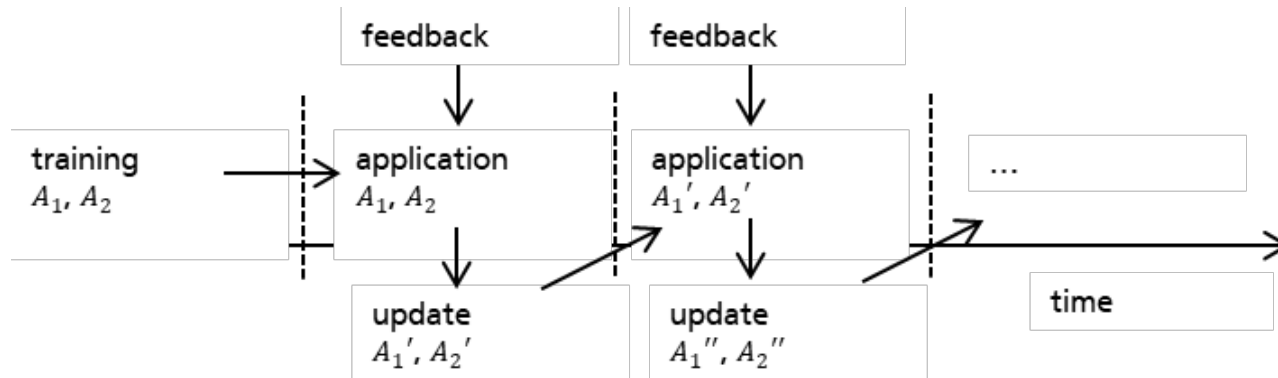 feedback
feedback
training
A₁, A₂
application
A₁, A₂
application
A₁′, A₂′
...
update
A₁′, A₂′
update
A₁″, A₂″
time